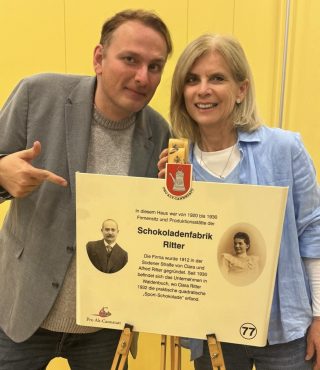 In diesem Haus war von 1920 bis 1930
Firmensitz und Produktionsstätte der
Schokoladenfabrik
Ritter
Die Firma wurde 1912 in der
Sodener Straße von Clara und
Alfred Ritter gegründet. Seit 1930
befindet sich das Unternehmen in
Waldenbuch, wo Clara Ritter
1932 die praktische quadratische
„Sport-Schokolade“ erfand.
Pro Alt-Cannstatt
77